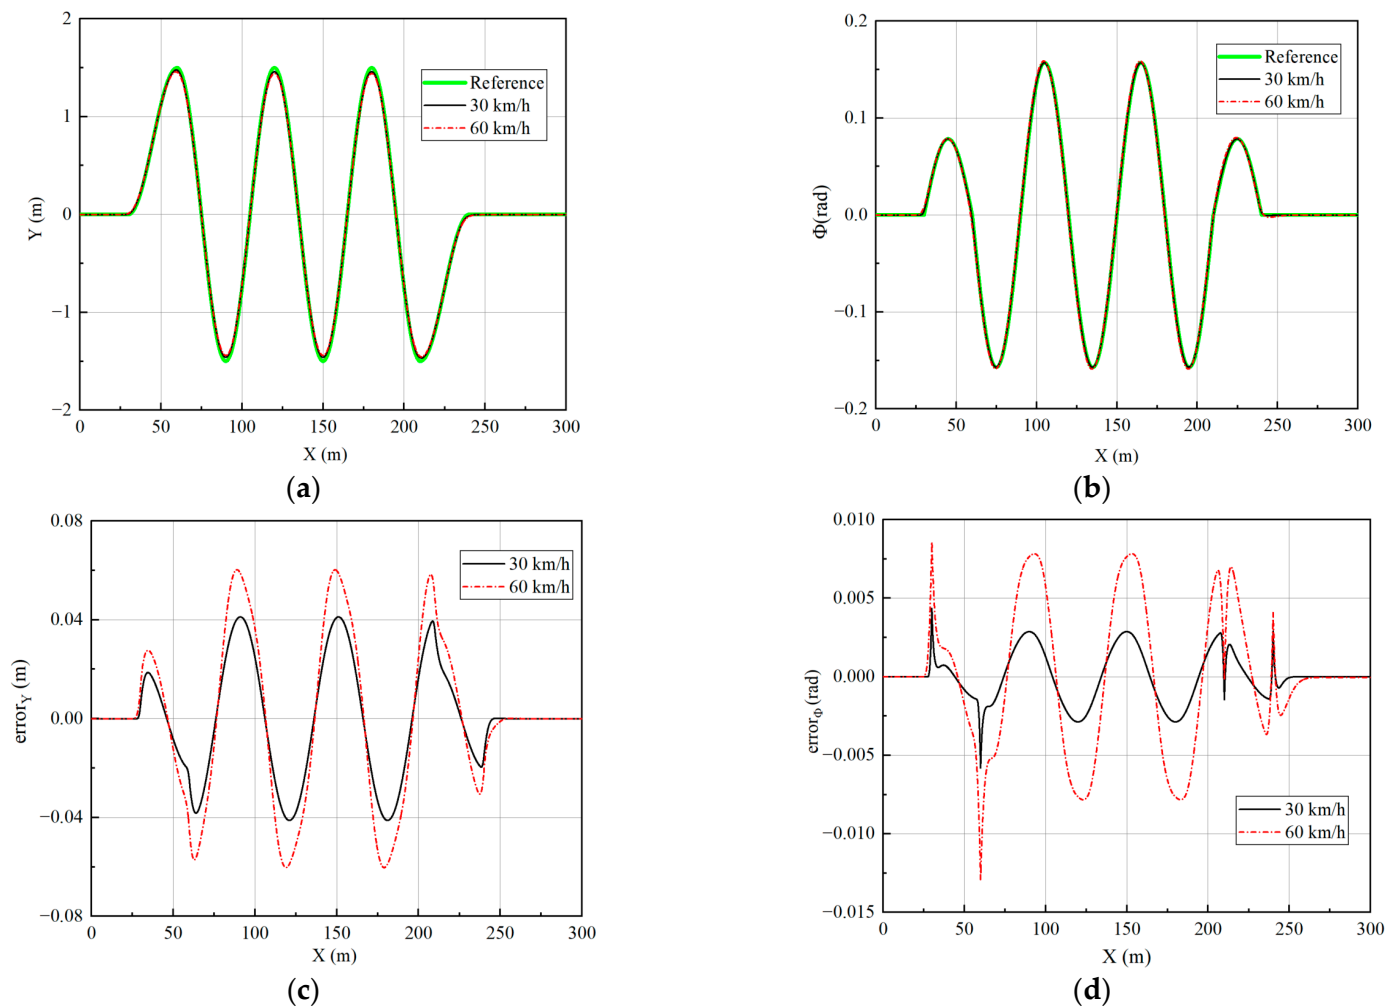 2
1
0
−1
−2
Y (m)
Reference
30 km/h
60 km/h
0 50 100 150 200 250 300
X (m)
(a)
0.2
0.1
0.0
−0.1
−0.2
Φ(rad)
Reference
30 km/h
60 km/h
0 50 100 150 200 250 300
X (m)
(b)
0.08
0.04
0.00
−0.04
−0.08
error_Y (m)
30 km/h
60 km/h
0 50 100 150 200 250 300
X (m)
(c)
0.010
0.005
0.000
−0.005
−0.010
−0.015
error_Φ (rad)
30 km/h
60 km/h
0 50 100 150 200 250 300
X (m)
(d)